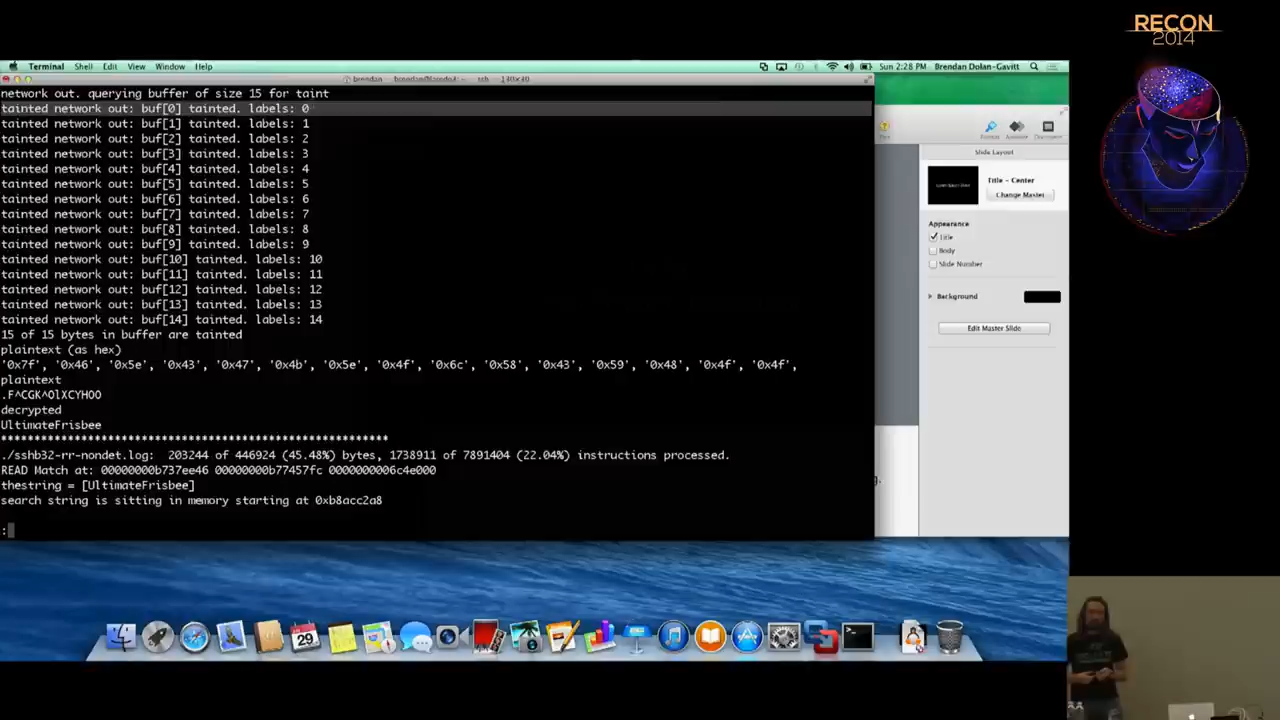 RECON
2014
Terminal Shell Edit View Window Help
Sun 2:28 PM Brendan Dolan-Gavitt
network out. querying buffer of size 15 for taint
tainted network out: buf[0] tainted. labels: 0
tainted network out: buf[1] tainted. labels: 1
tainted network out: buf[2] tainted. labels: 2
tainted network out: buf[3] tainted. labels: 3
tainted network out: buf[4] tainted. labels: 4
tainted network out: buf[5] tainted. labels: 5
tainted network out: buf[6] tainted. labels: 6
tainted network out: buf[7] tainted. labels: 7
tainted network out: buf[8] tainted. labels: 8
tainted network out: buf[9] tainted. labels: 9
tainted network out: buf[10] tainted. labels: 10
tainted network out: buf[11] tainted. labels: 11
tainted network out: buf[12] tainted. labels: 12
tainted network out: buf[13] tainted. labels: 13
tainted network out: buf[14] tainted. labels: 14
15 of 15 bytes in buffer are tainted
plaintext (as hex)
'0x7f', '0x46', '0x5e', '0x43', '0x47', '0x4b', '0x5e', '0x4f', '0x6c', '0x58', '0x43', '0x59', '0x48', '0x4f', '0x4f',
plaintext
.F^CGK^OlXCYHOO
decrypted
UltimateFrisbee
**********************************************************
./sshb32-rr-nondet.log: 203244 of 446924 (45.48%) bytes, 1738911 of 7891404 (22.04%) instructions processed.
READ Match at: 00000000b737ee46 00000000b77457fc 0000000006c4e000
thestring = [UltimateFrisbee]
search string is sitting in memory starting at 0xb8acc2a8
:
Slide Layout
Title - Center
Change Master
Appearance
Title
Body
Slide Number
Background
Edit Master Slide
29